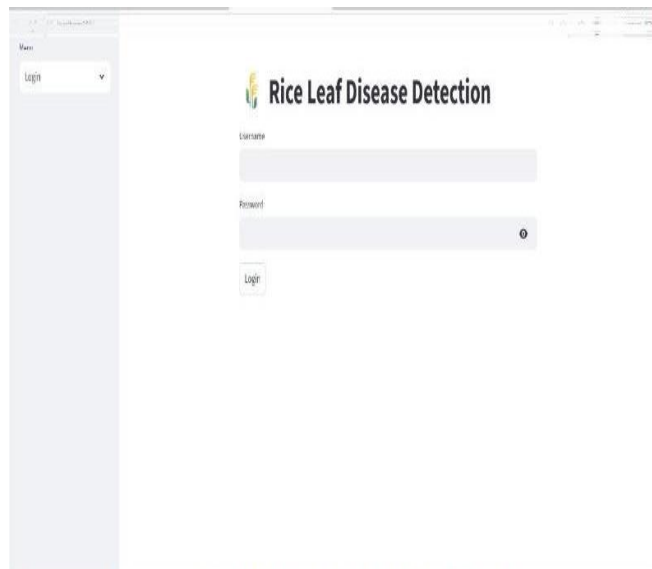 Menu
Login
Rice Leaf Disease Detection
Username
Password
Login